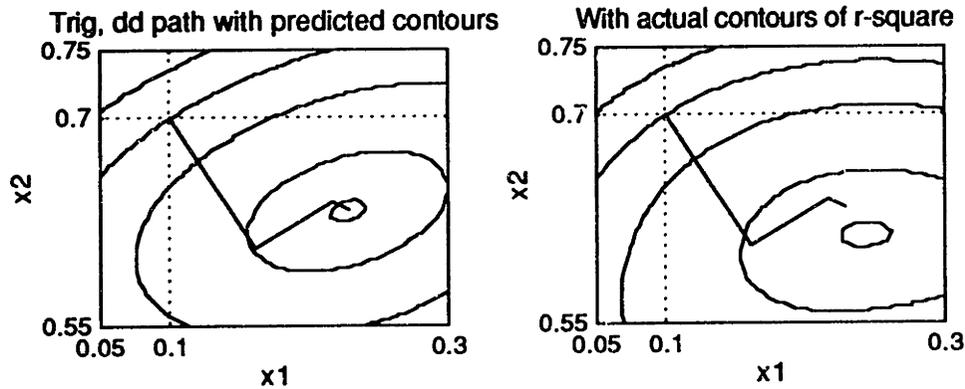 Trig, dd path with predicted contours
0.75
0.7
x2
0.55
0.05 0.1 0.3
x1
With actual contours of r-square
0.75
0.7
x2
0.55
0.05 0.1 0.3
x1